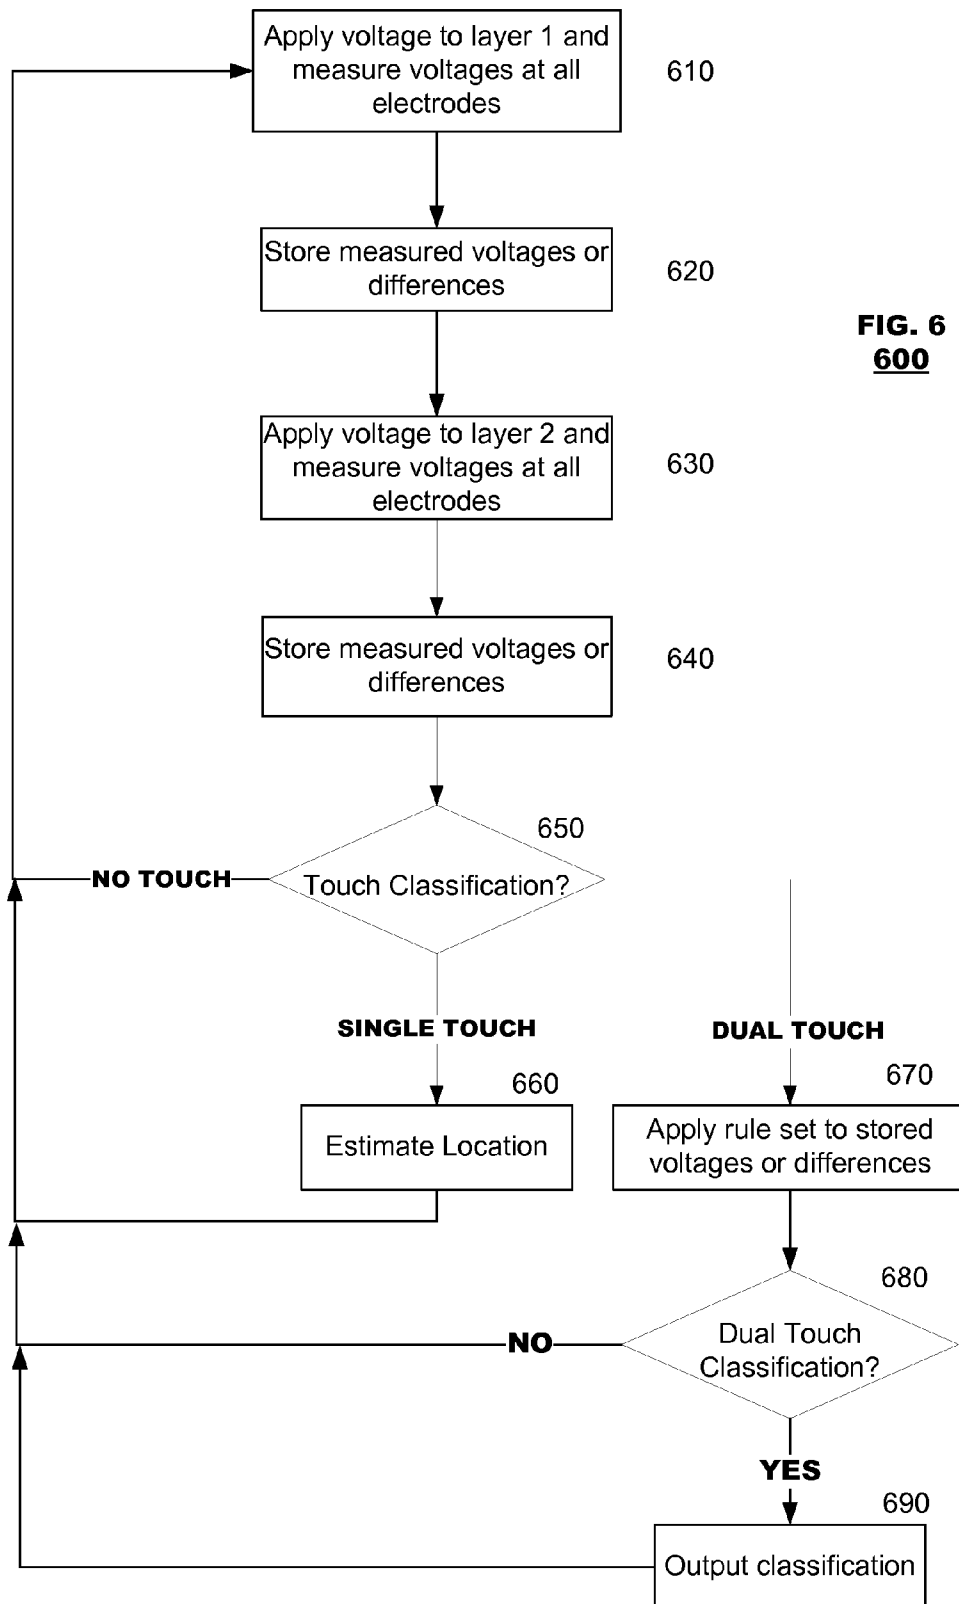 Apply voltage to layer 1 and
measure voltages at all
electrodes
610
Store measured voltages or
differences
620
FIG. 6
600
Apply voltage to layer 2 and
measure voltages at all
electrodes
630
Store measured voltages or
differences
640
650
Touch Classification?
NO TOUCH
SINGLE TOUCH
DUAL TOUCH
660
Estimate Location
670
Apply rule set to stored
voltages or differences
680
Dual Touch
Classification?
NO
YES
690
Output classification